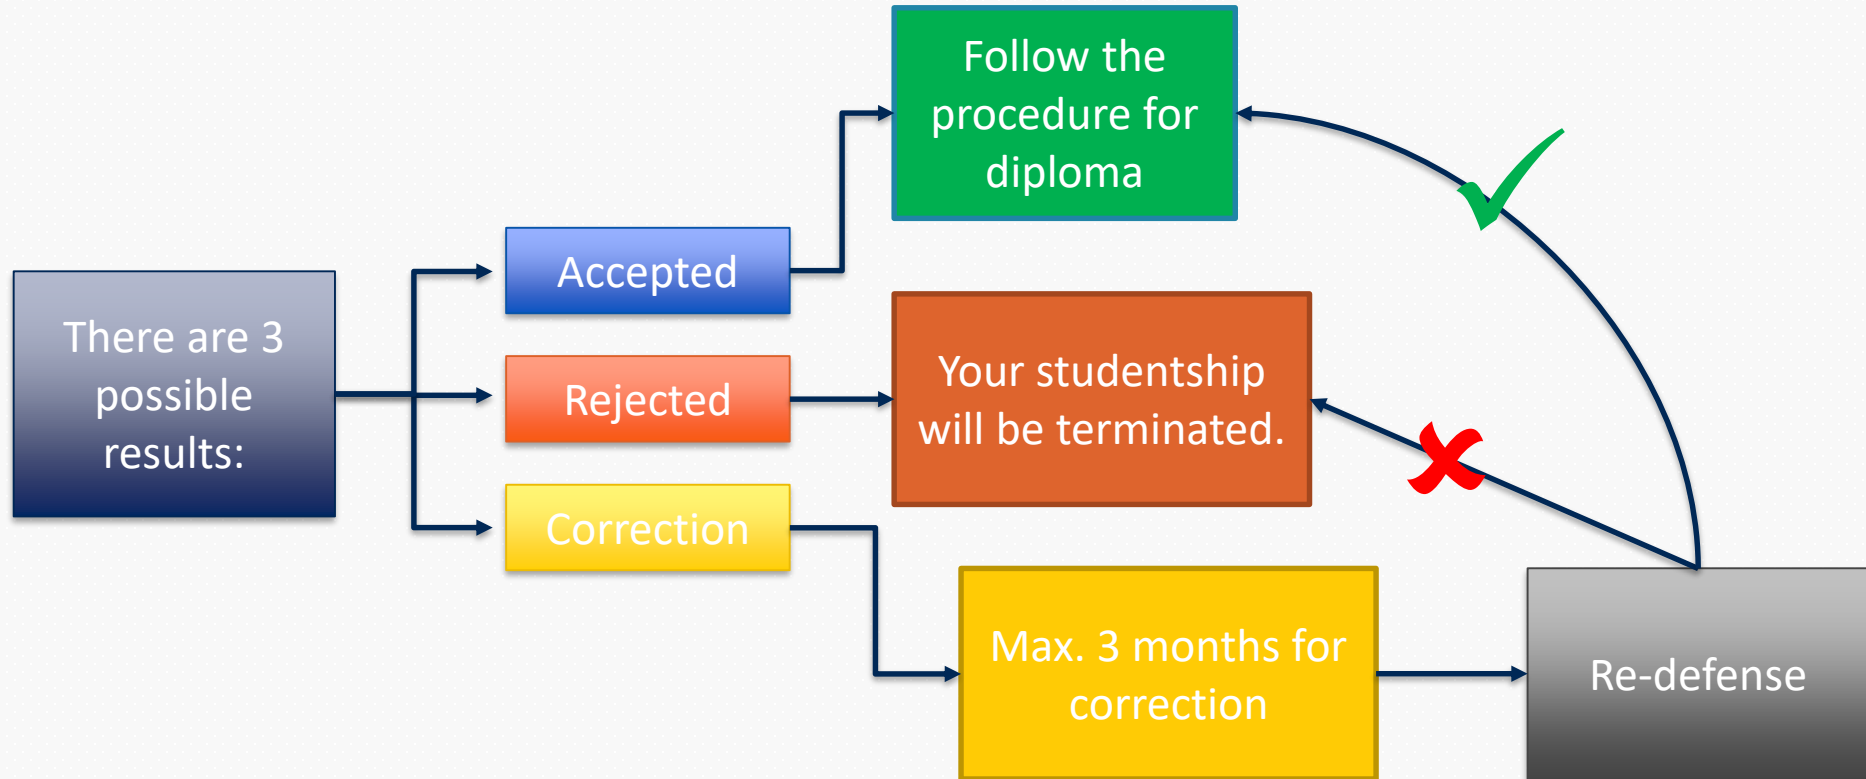 There are 3
possible
results:
Accepted
Rejected
Correction
Follow the
procedure for
diploma
Your studentship
will be terminated.
Max. 3 months for
correction
Re-defense